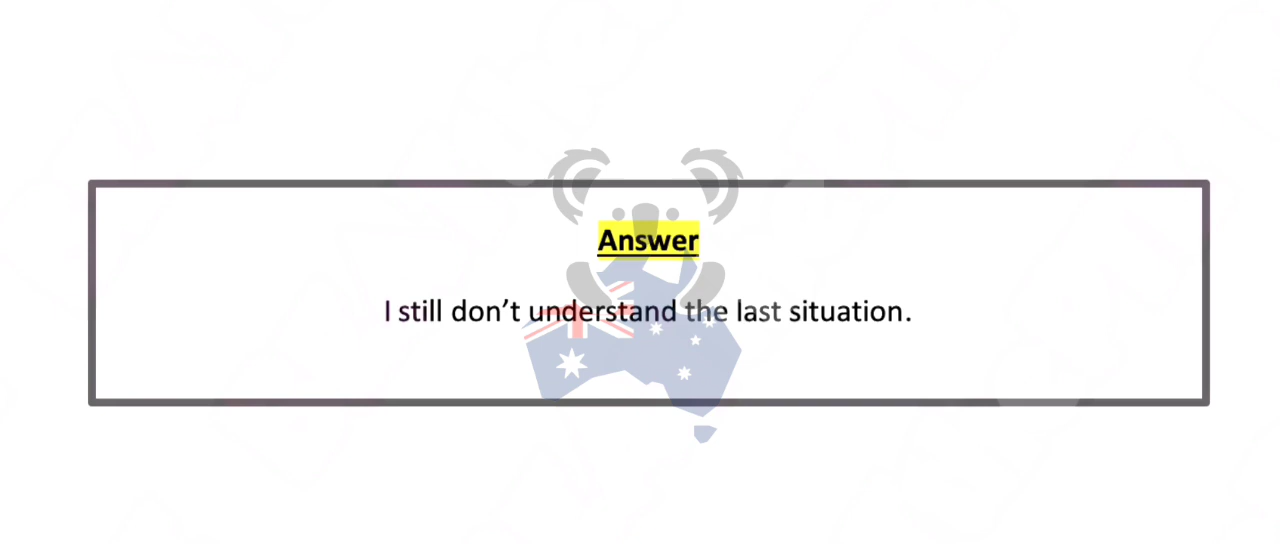 Answer
I still don’t understand the last situation.